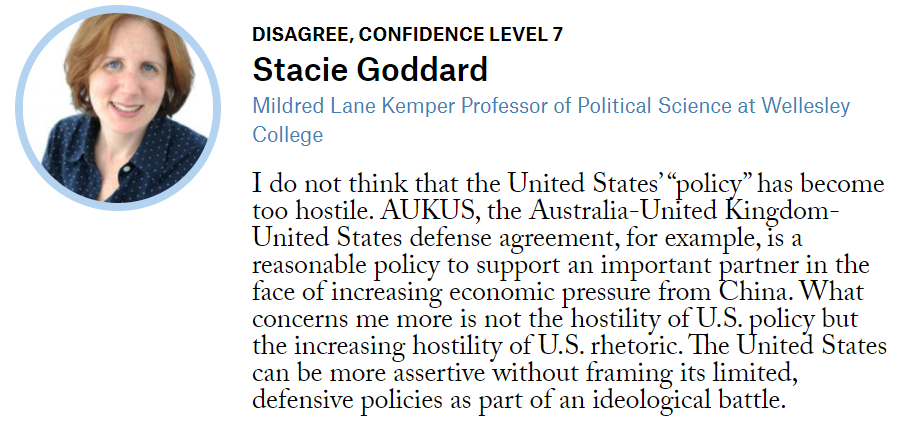 DISAGREE, CONFIDENCE LEVEL 7
Stacie Goddard
Mildred Lane Kemper Professor of Political Science at Wellesley
College
I do not think that the United States’ “policy” has become
too hostile. AUKUS, the Australia-United Kingdom-
United States defense agreement, for example, is a
reasonable policy to support an important partner in the
face of increasing economic pressure from China. What
concerns me more is not the hostility of U.S. policy but
the increasing hostility of U.S. rhetoric. The United States
can be more assertive without framing its limited,
defensive policies as part of an ideological battle.